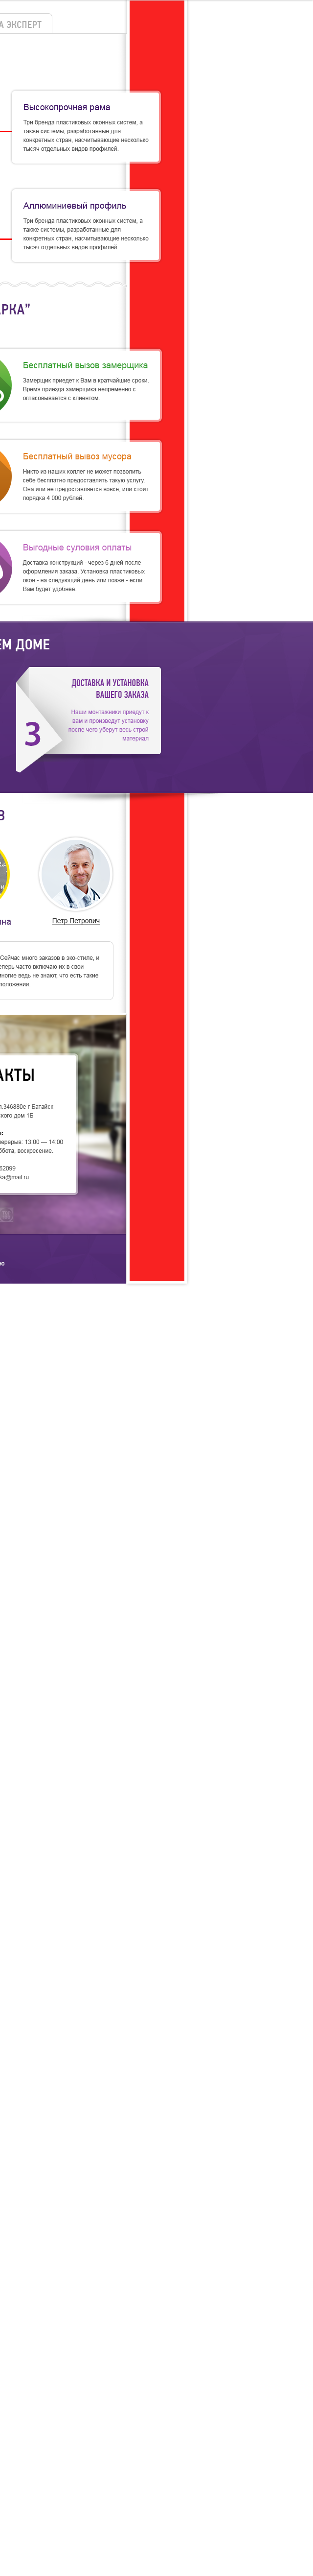 А ЭКСПЕРТ
Высокопрочная рама
Три бренда пластиковых оконных систем, а
также системы, разработанные для
конкретных стран, насчитывающие несколько
тысяч отдельных видов профилей.
Аллюминиевый профиль
Три бренда пластиковых оконных систем, а
также системы, разработанные для
конкретных стран, насчитывающие несколько
тысяч отдельных видов профилей.
АРКА”
Бесплатный вызов замерщика
Замерщик приедет к Вам в кратчайшие сроки.
Время приезда замерщика непременно с
огласовывается с клиентом.
Бесплатный вывоз мусора
Никто из наших коллег не может позволить
себе бесплатно предоставлять такую услугу.
Она или не предоставляется вовсе, или стоит
порядка 4 000 рублей.
Выгодные суловия оплаты
Доставка конструкций - через 6 дней после
оформления заказа. Установка пластиковых
окон - на следующий день или позже - если
Вам будет удобнее.
ЕМ ДОМЕ
ДОСТАВКА И УСТАНОВКА
ВАШЕГО ЗАКАЗА
Наши монтажники приедут к
вам и произведут установку
после чего уберут весь строй
материал
3
В
на
Петр Петрович
Сейчас много заказов в эко-стиле, и
еперь часто включаю их в свои
многие ведь не знают, что есть такие
положении.
АКТЫ
л.346880е г Батайск
ского дом 1Б
перерыв: 13:00 — 14:00
ббота, воскресение.
62099
ка@mail.ru